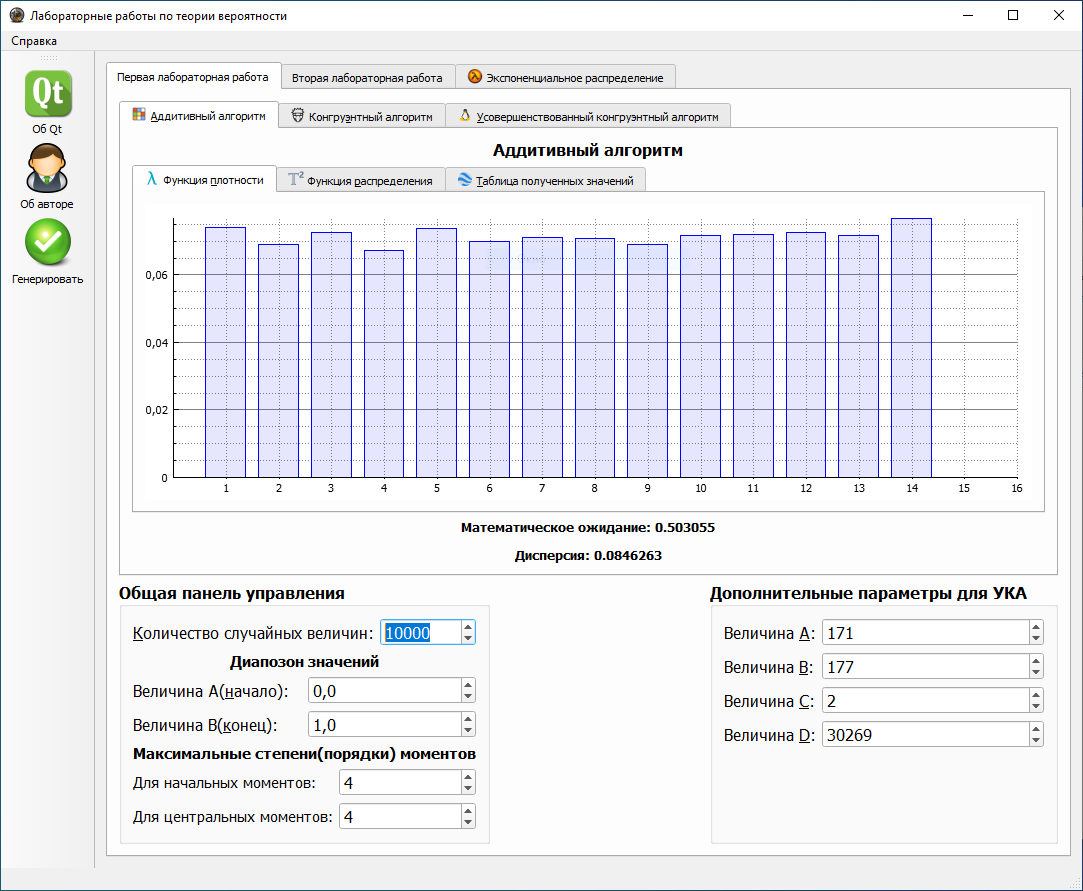 Лабораторные работы по теории вероятности
Справка
Qt
Об Qt
Об авторе
Генерировать
Первая лабораторная работа
Вторая лабораторная работа
λ Экспоненциальное распределение
Аддитивный алгоритм
Конгруэнтный алгоритм
Усовершенствованный конгруэнтный алгоритм
Аддитивный алгоритм
λ Функция плотности
T² Функция распределения
Таблица полученных значений
0,06
0,04
0,02
0
1 2 3 4 5 6 7 8 9 10 11 12 13 14 15 16
Математическое ожидание: 0.503055
Дисперсия: 0.0846263
Общая панель управления
Количество случайных величин: 10000
Диапозон значений
Величина A(начало): 0,0
Величина B(конец): 1,0
Максимальные степени(порядки) моментов
Для начальных моментов: 4
Для центральных моментов: 4
Дополнительные параметры для УКА
Величина A: 171
Величина B: 177
Величина C: 2
Величина D: 30269